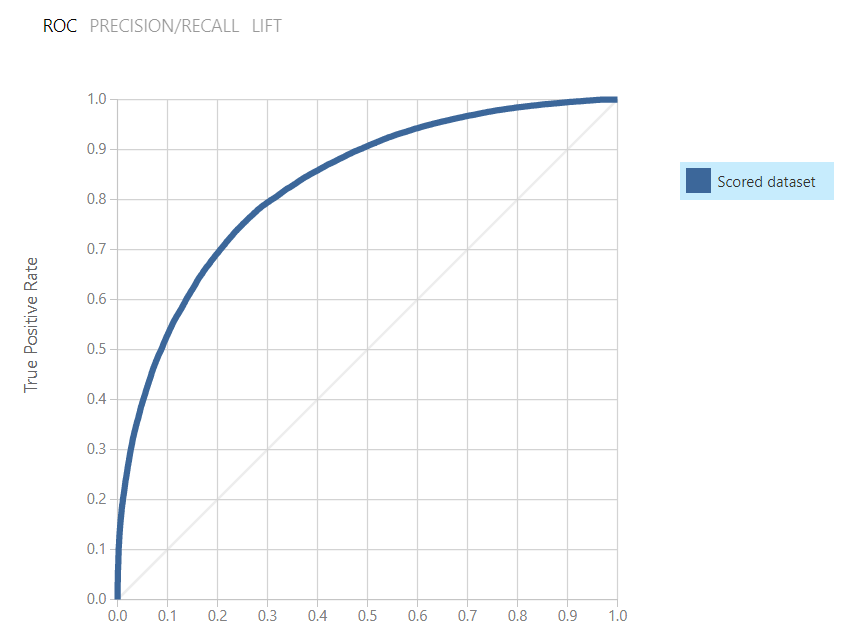 ROC PRECISION/RECALL LIFT
1.0
0.9
Scored dataset
0.8
0.7
0.6
0.5
0.4
0.3
0.2
0.1
0.0
True Positive Rate
0.0 0.1 0.2 0.3 0.4 0.5 0.6 0.7 0.8 0.9 1.0